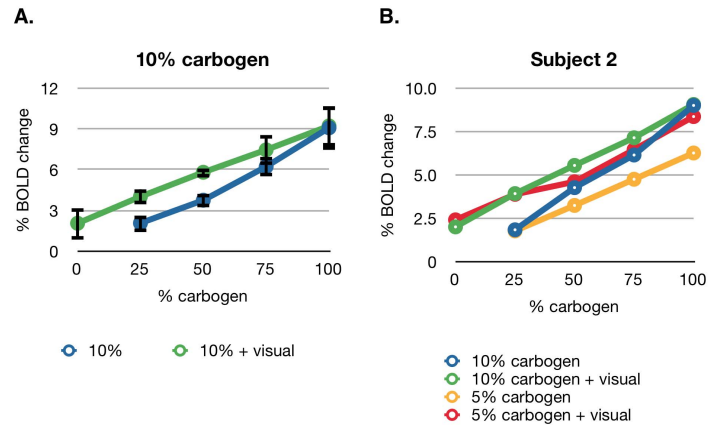 A.
10% carbogen
12
9
6
3
0
% BOLD change
0 25 50 75 100
% carbogen
10%
10% + visual
B.
Subject 2
10.0
7.5
5.0
2.5
0
% BOLD change
0 25 50 75 100
% carbogen
10% carbogen
10% carbogen + visual
5% carbogen
5% carbogen + visual